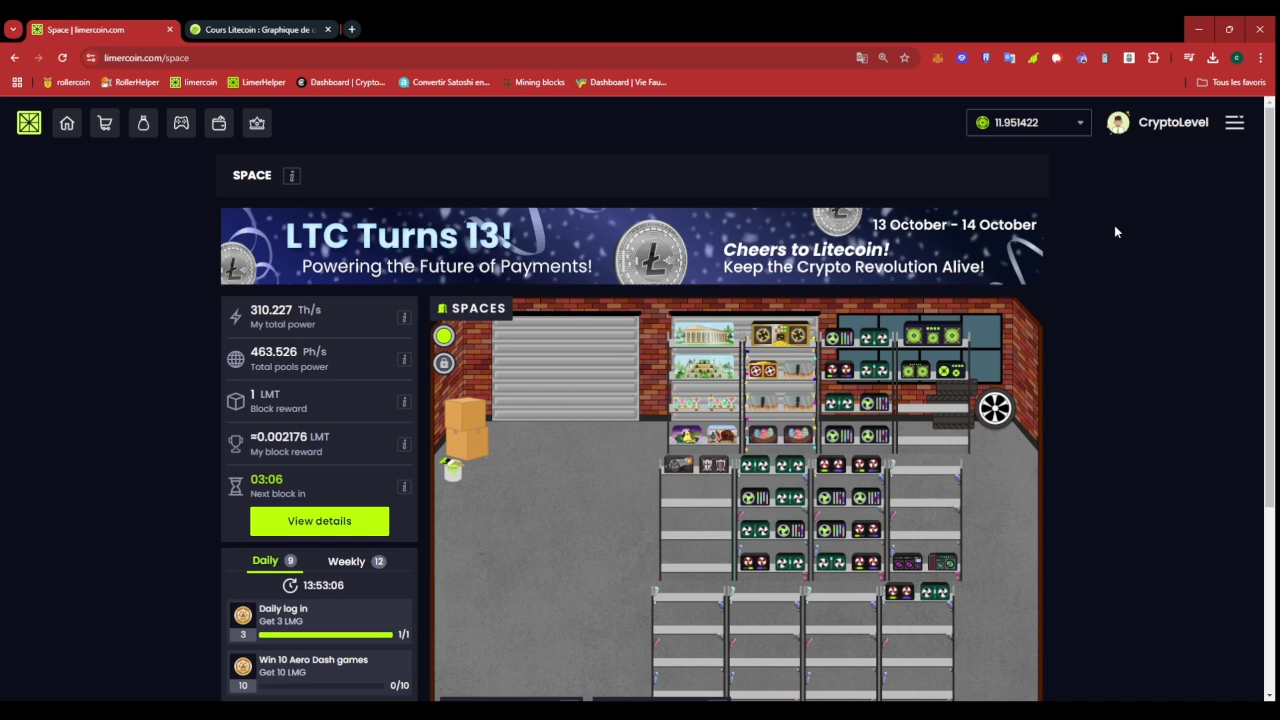 Space | limercoin.com
Cours Litecoin : Graphique de
limercoin.com/space
rollercoin
RollerHelper
limercoin
LimerHelper
Dashboard | Crypto...
Convertir Satoshi en...
Mining blocks
Dashboard | Vie Fau...
Tous les favoris
11.951422
CryptoLevel
SPACE
LTC Turns 13!
Powering the Future of Payments!
13 October - 14 October
Cheers to Litecoin!
Keep the Crypto Revolution Alive!
310.227 Th/s
My total power
463.526 Ph/s
Total pools power
1 LMT
Block reward
≈0.002176 LMT
My block reward
03:06
Next block in
View details
Daily 9
Weekly 12
13:53:06
Daily log in
Get 3 LMG
3
1/1
Win 10 Aero Dash games
Get 10 LMG
10
0/10
SPACES